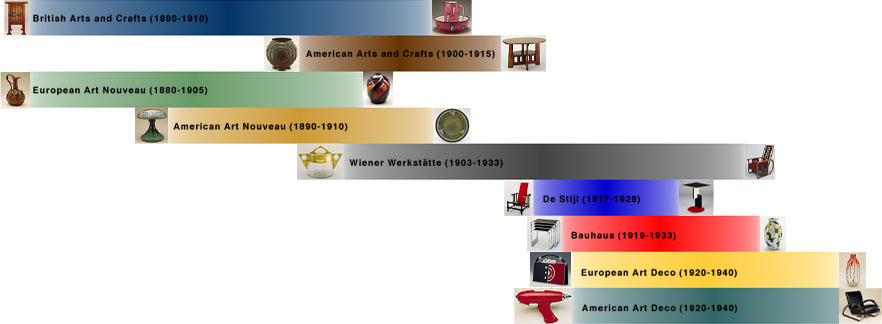 British Arts and Crafts (1880-1910)
American Arts and Crafts (1900-1915)
European Art Nouveau (1880-1905)
American Art Nouveau (1890-1910)
Wiener Werkstätte (1903-1933)
De Stijl (1917-1928)
Bauhaus (1919-1933)
European Art Deco (1920-1940)
American Art Deco (1920-1940)